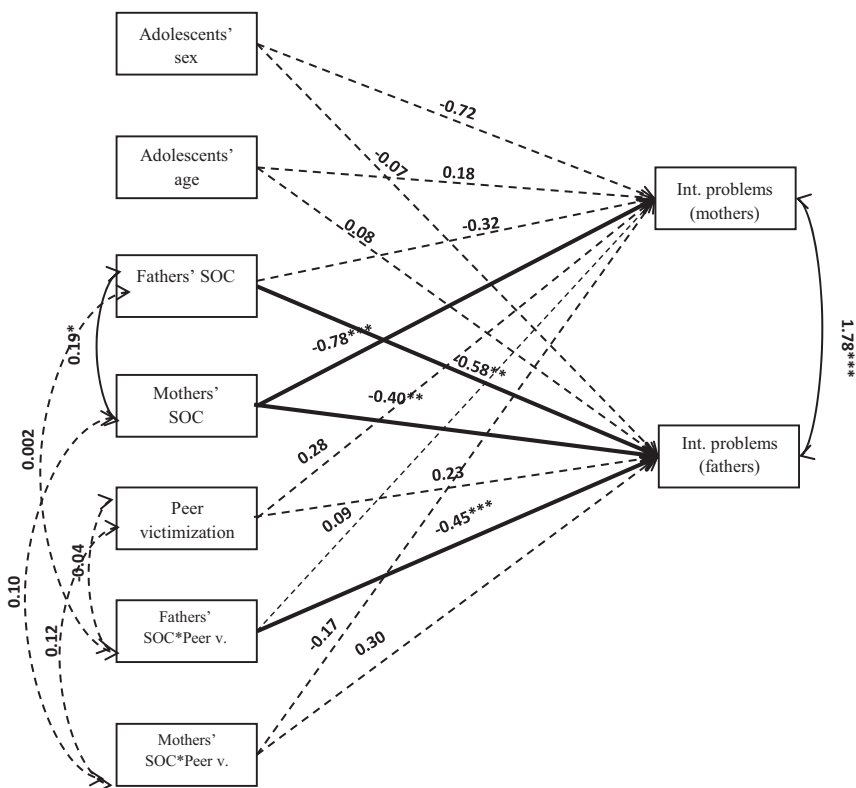 Adolescents'
sex
Adolescents'
age
Fathers' SOC
Mothers'
SOC
Peer
victimization
Fathers'
SOC*Peer v.
Mothers'
SOC*Peer v.
Int. problems
(mothers)
Int. problems
(fathers)
-0.72
-0.07
0.18
0.08
-0.32
-0.78***
-0.58**
-0.40**
0.28
0.23
0.09
-0.45***
-0.17
0.30
0.19*
0.002
-0.04
0.10
0.12
1.78***